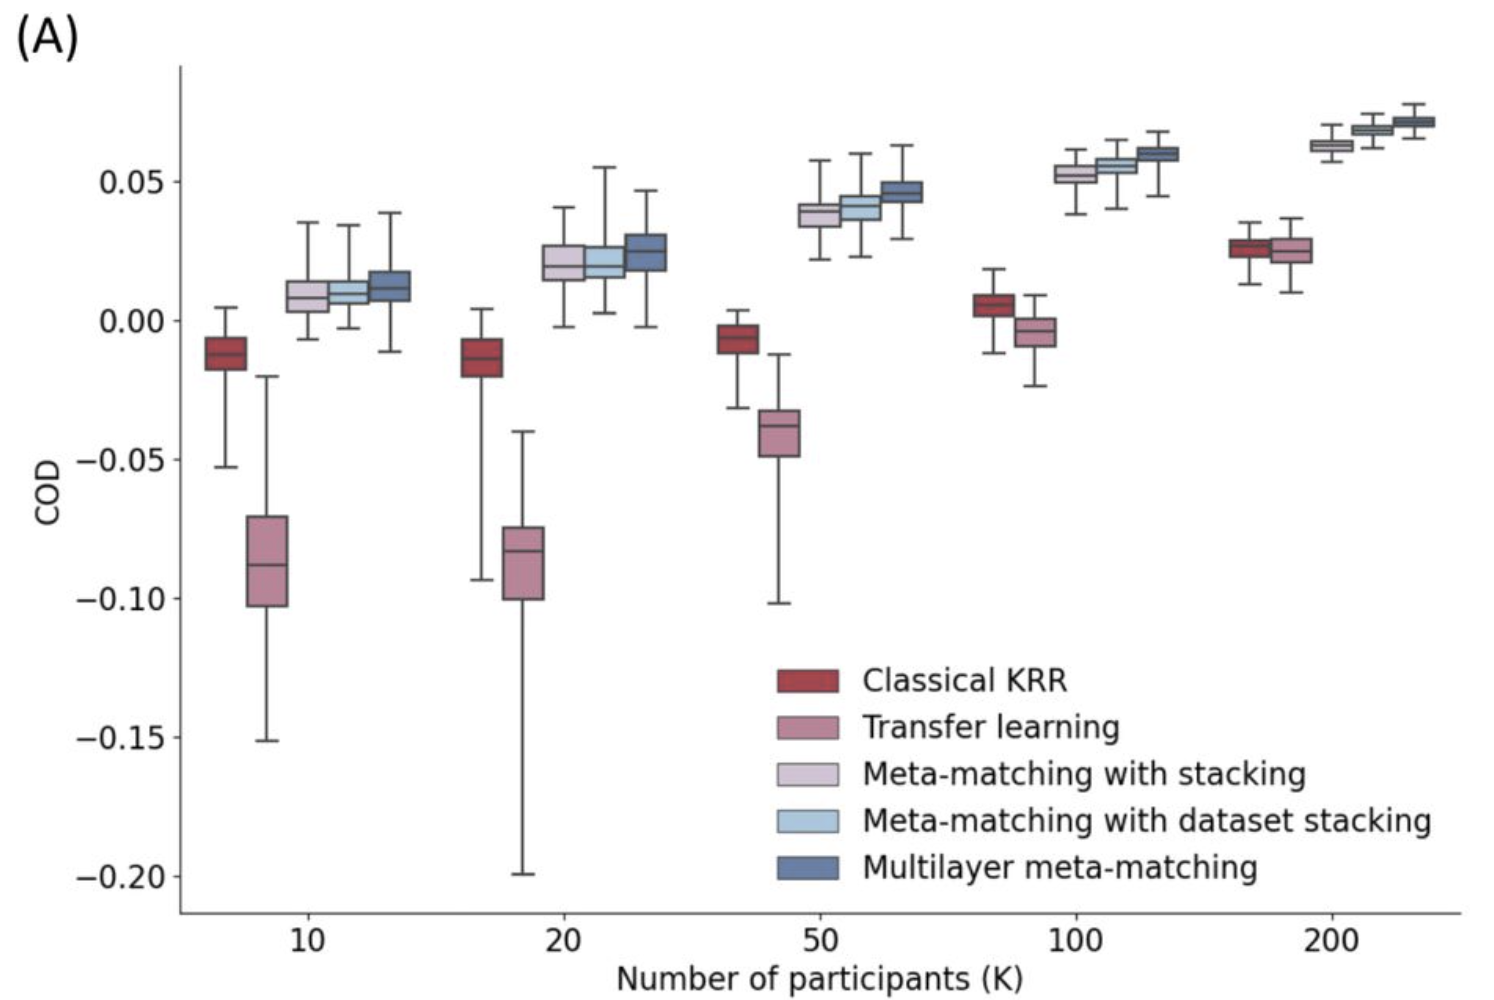 (A)
COD
0.05
0.00
−0.05
−0.10
−0.15
−0.20
Classical KRR
Transfer learning
Meta-matching with stacking
Meta-matching with dataset stacking
Multilayer meta-matching
10 20 50 100 200
Number of participants (K)